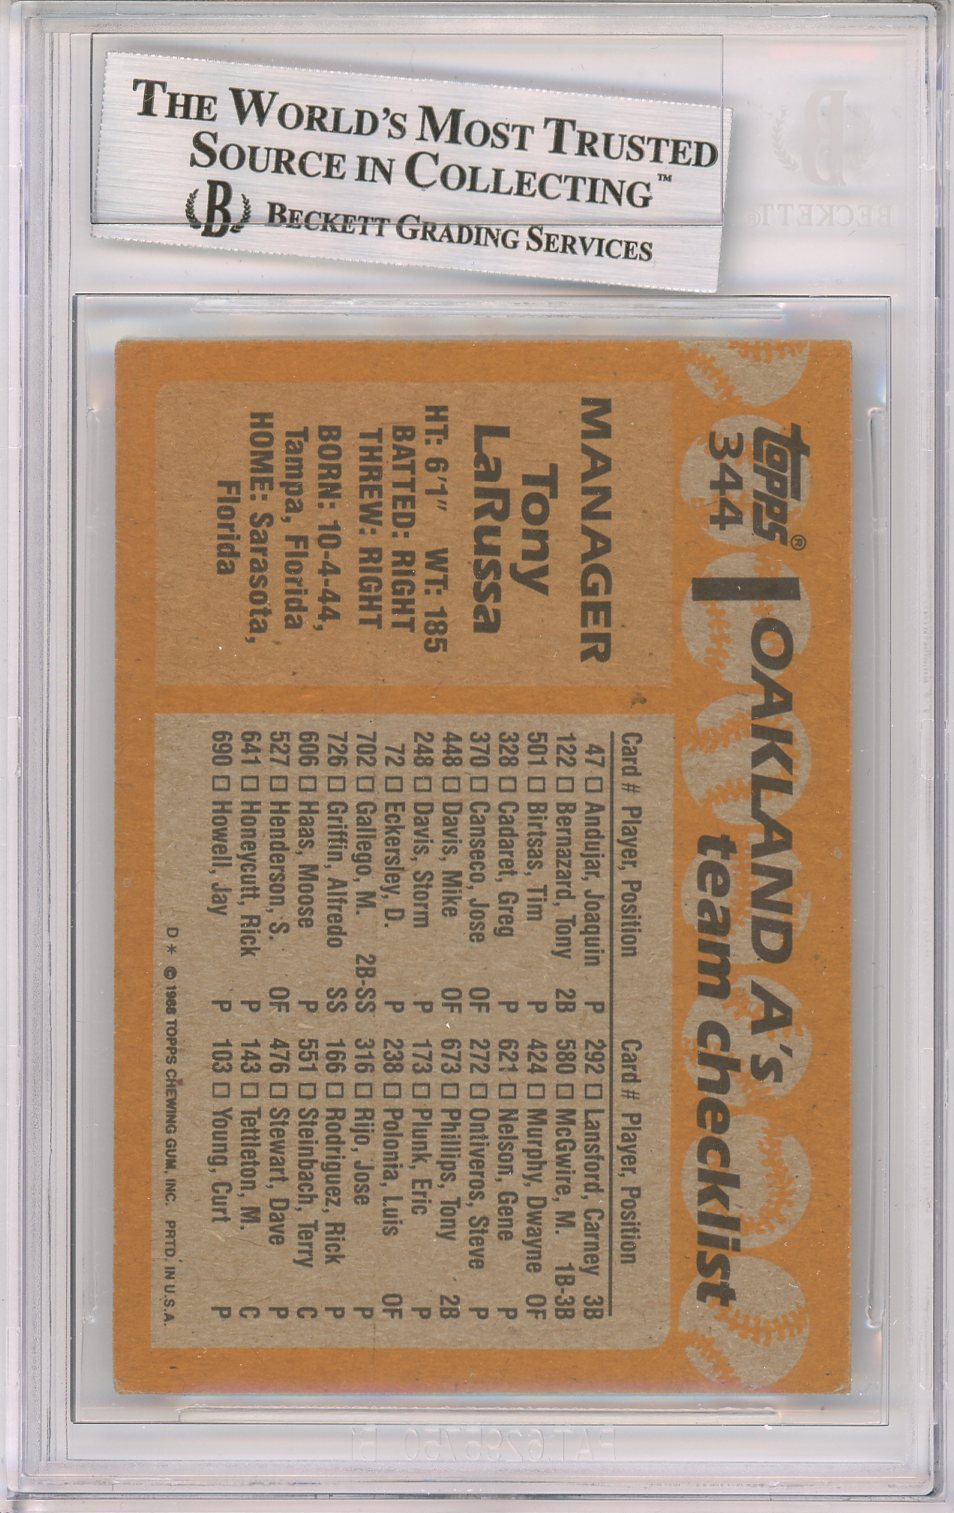 THE WORLD'S MOST TRUSTED
SOURCE IN COLLECTING™
B BECKETT GRADING SERVICES
B
BECKETT
topps®
344
OAKLAND A's
team checklist
MANAGER
Tony
LaRussa
HT: 6'1" WT: 185
BATTED: RIGHT
THREW: RIGHT
BORN: 10-4-44,
Tampa, Florida
HOME: Sarasota,
Florida
Card # Player, Position
47 □ Andujar, Joaquin P
122 □ Bernazard, Tony 2B
501 □ Birtsas, Tim P
328 □ Cadaret, Greg P
370 □ Canseco, Jose OF
448 □ Davis, Mike OF
248 □ Davis, Storm P
72 □ Eckersley, D. P
702 □ Gallego, M. 2B-SS
726 □ Griffin, Alfredo SS
606 □ Haas, Moose P
527 □ Henderson, S. OF
641 □ Honeycutt, Rick P
690 □ Howell, Jay P
Card # Player, Position
292 □ Lansford, Carney 3B
580 □ McGwire, M. 1B-3B
424 □ Murphy, Dwayne OF
621 □ Nelson, Gene P
272 □ Ontiveros, Steve P
673 □ Phillips, Tony 2B
173 □ Plunk, Eric P
238 □ Polonia, Luis OF
316 □ Rijo, Jose P
166 □ Rodriguez, Rick P
551 □ Steinbach, Terry C
476 □ Stewart, Dave P
143 □ Tettleton, M. C
103 □ Young, Curt P
D* © 1988 TOPPS CHEWING GUM, INC. PRTD. IN U.S.A.